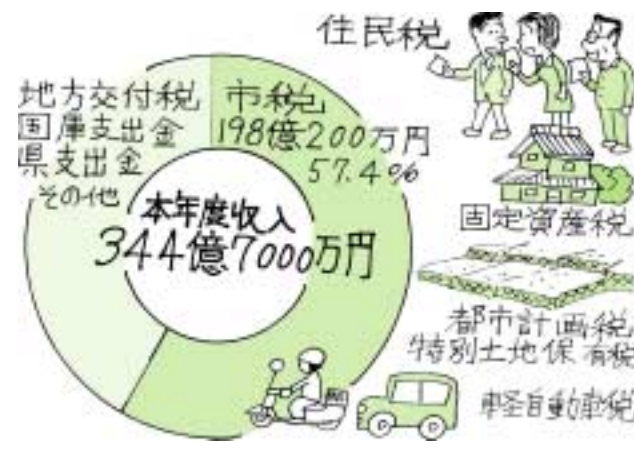 住民税
地方交付税
国庫支出金
県支出金
その他
市税
198億200万円
57.4%
本年度収入
344億7000万円
固定資産税
都市計画税
特別土地保有税
軽自動車税